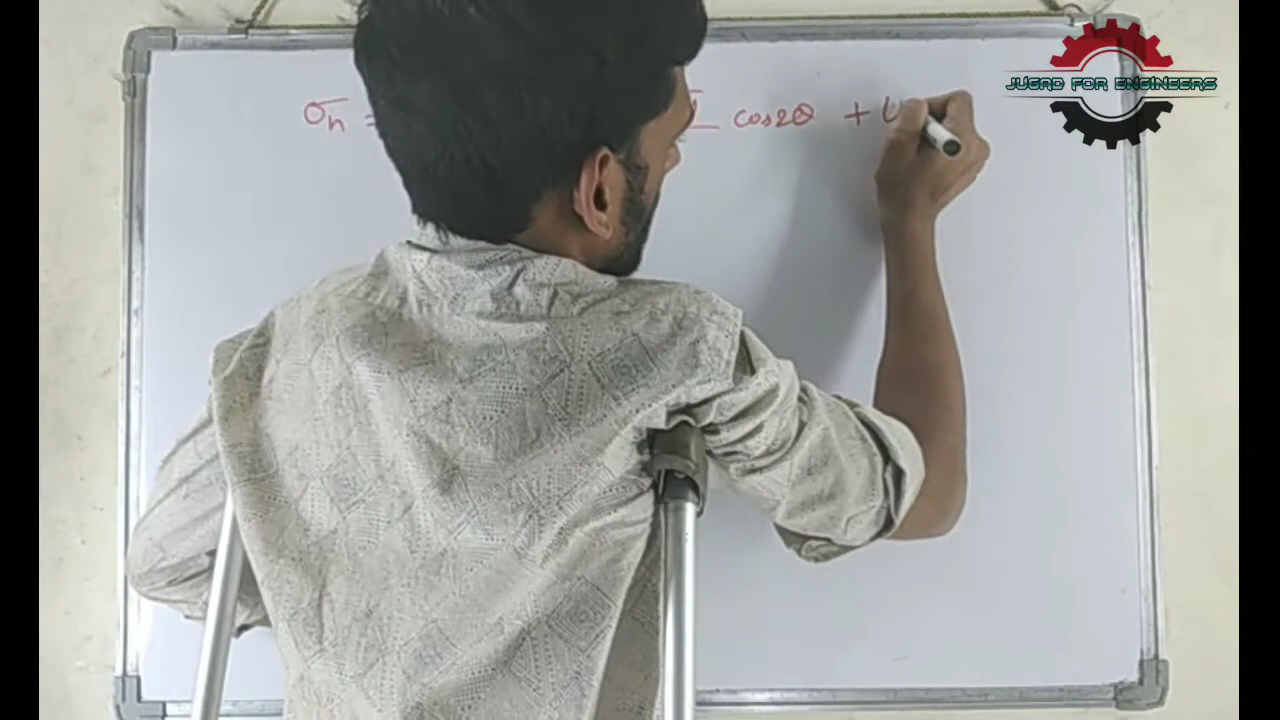 σn = cos2θ +
JUGAD FOR ENGINEERS